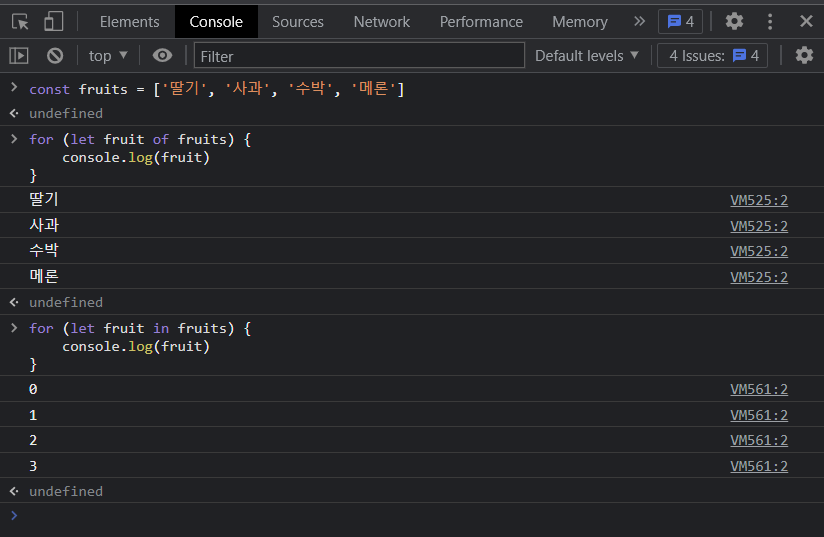 Elements Console Sources Network Performance Memory » 4
top ▼ Filter Default levels ▼ 4 Issues: 4
> const fruits = ['딸기', '사과', '수박', '메론']
undefined
> for (let fruit of fruits) {
console.log(fruit)
}
딸기 VM525:2
사과 VM525:2
수박 VM525:2
메론 VM525:2
undefined
> for (let fruit in fruits) {
console.log(fruit)
}
0 VM561:2
1 VM561:2
2 VM561:2
3 VM561:2
undefined
>